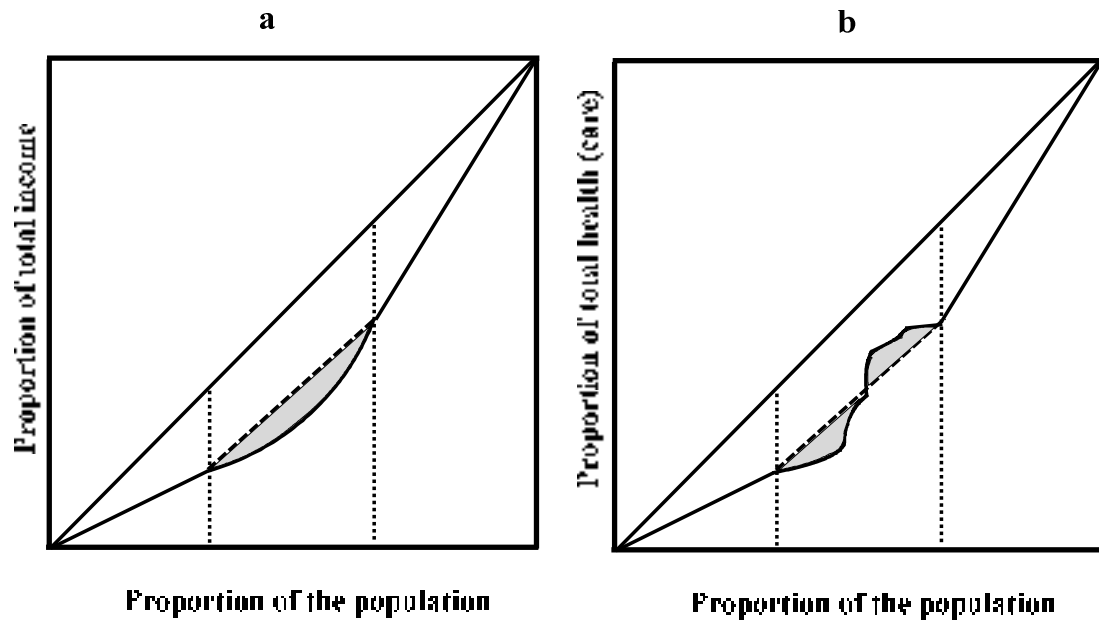 a
b
Proportion of total income
Proportion of total health (care)
Proportion of the population
Proportion of the population